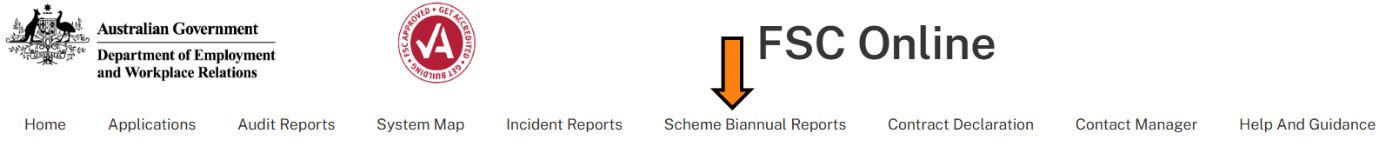 Australian Government
Department of Employment
and Workplace Relations
FSC APPROVED • GET ACCREDITED • GET BUILDING •
FSC Online
Home Applications Audit Reports System Map Incident Reports Scheme Biannual Reports Contract Declaration Contact Manager Help And Guidance